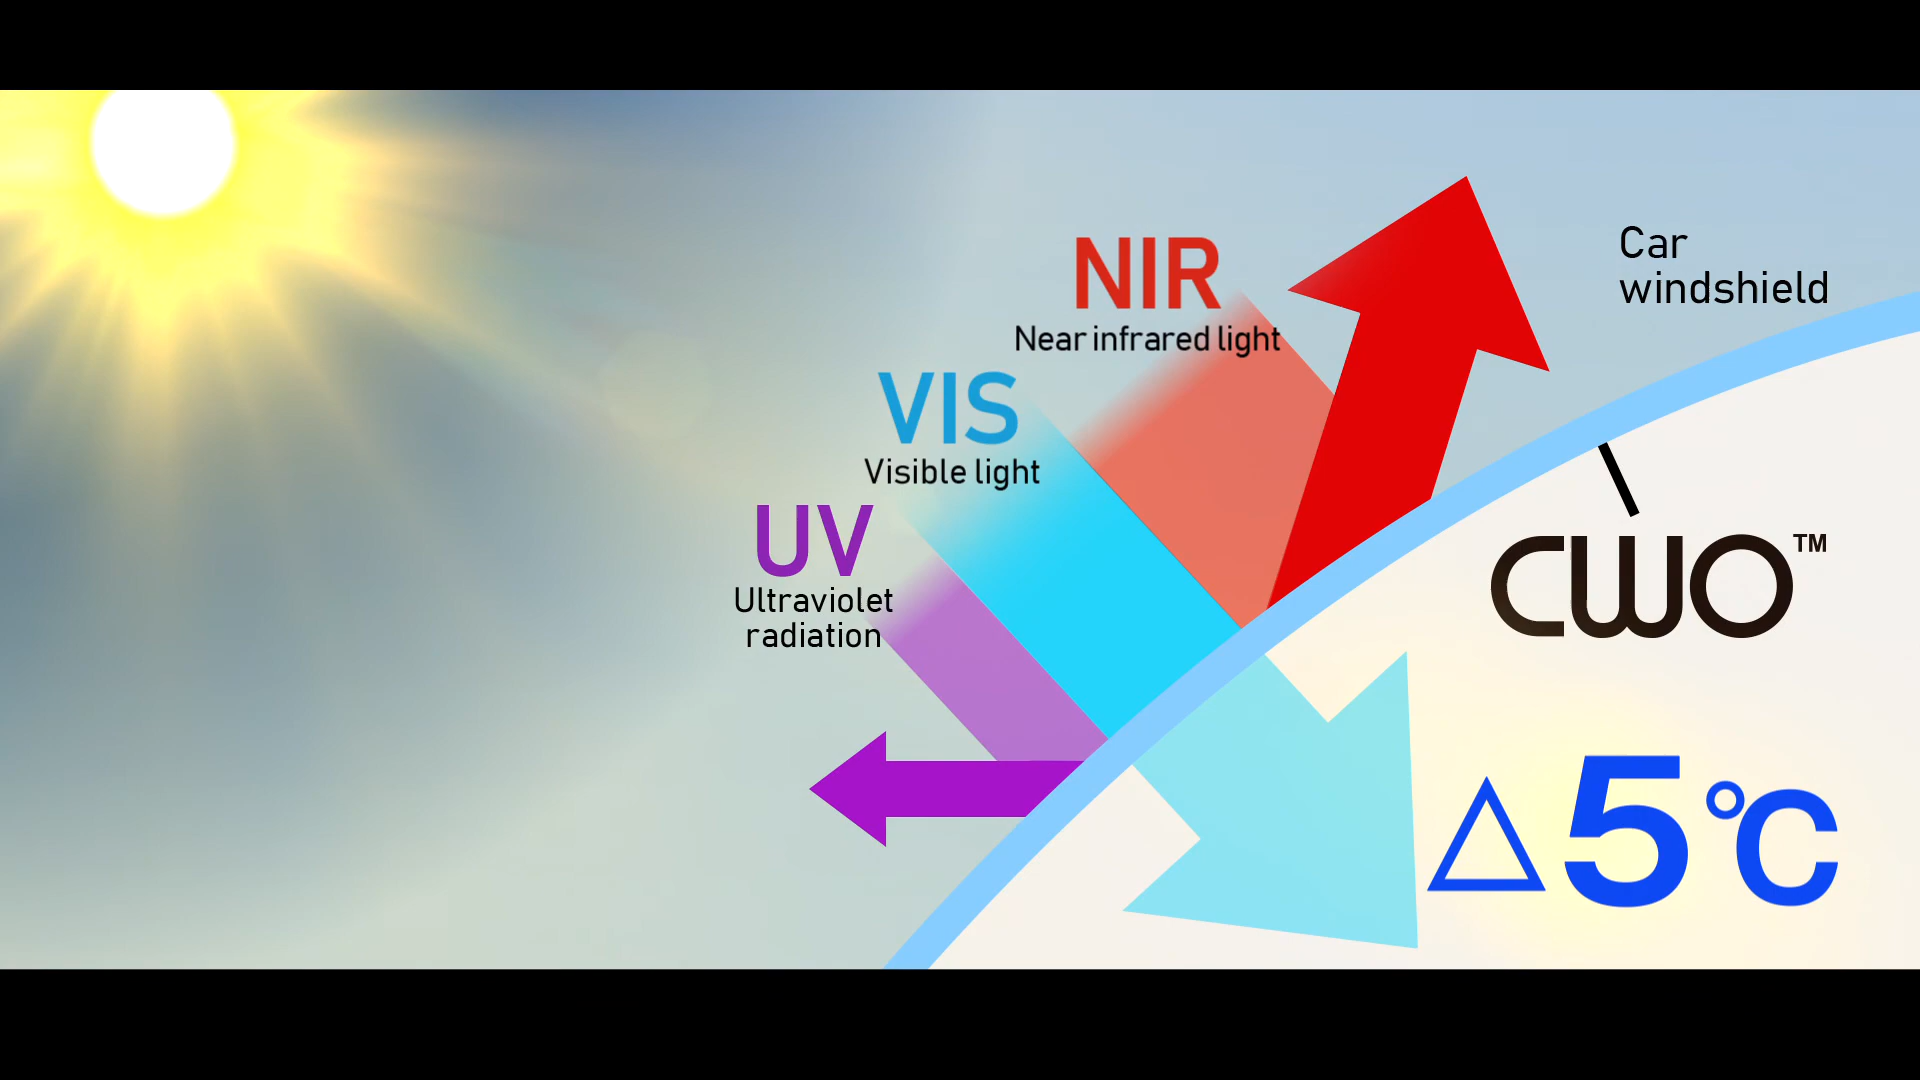 NIR
Near infrared light
Car
windshield
VIS
Visible light
UV
Ultraviolet
radiation
CWO™
△5℃